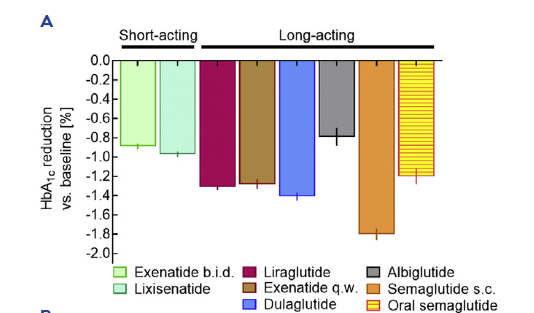 A
Short-acting
Long-acting
HbA1c reduction
vs. baseline [%]
0.0
-0.2
-0.4
-0.6
-0.8
-1.0
-1.2
-1.4
-1.6
-1.8
-2.0
Exenatide b.i.d.
Liraglutide
Albiglutide
Lixisenatide
Exenatide q.w.
Semaglutide s.c.
Dulaglutide
Oral semaglutide